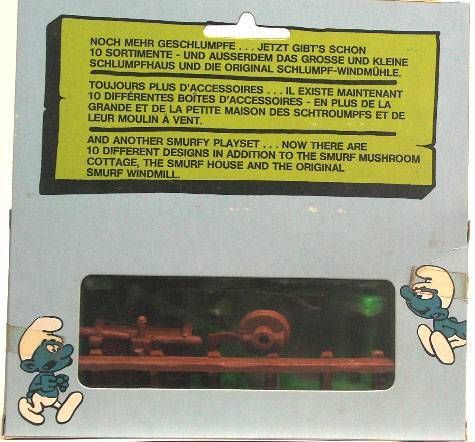 NOCH MEHR GESCHLUMPFE . . . JETZT GIBT'S SCHON
10 SORTIMENTE - UND AUSSERDEM DAS GROSSE UND KLEINE
SCHLUMPFHAUS UND DIE ORIGINAL SCHLUMPF-WINDMÜHLE.
TOUJOURS PLUS D'ACCESSOIRES . . . IL EXISTE MAINTENANT
10 DIFFÉRENTES BOÎTES D'ACCESSOIRES - EN PLUS DE LA
GRANDE ET DE LA PETITE MAISON DES SCHTROUMPFS ET DE
LEUR MOULIN À VENT.
AND ANOTHER SMURFY PLAYSET . . . NOW THERE ARE
10 DIFFERENT DESIGNS IN ADDITION TO THE SMURF MUSHROOM
COTTAGE, THE SMURF HOUSE AND THE ORIGINAL
SMURF WINDMILL.